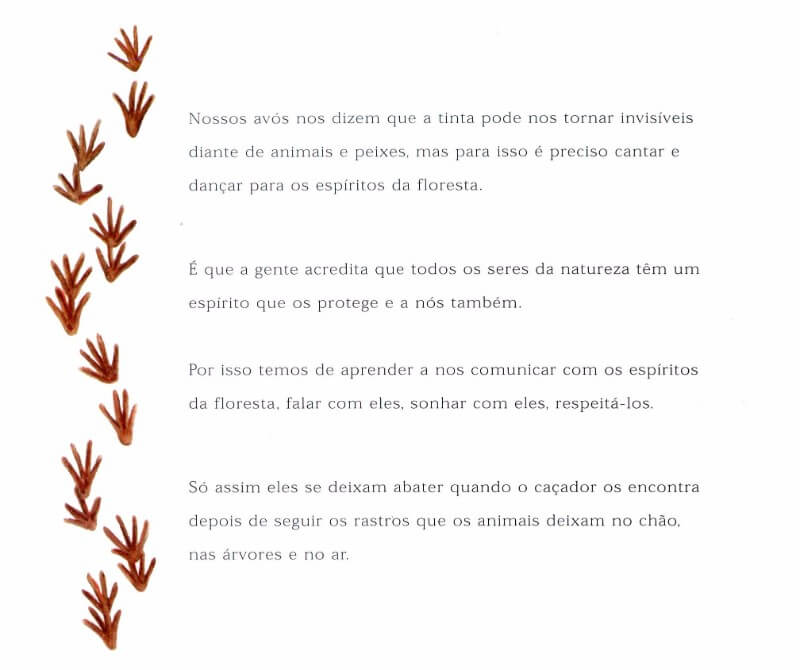 Nossos avós nos dizem que a tinta pode nos tornar invisíveis
diante de animais e peixes, mas para isso é preciso cantar e
dançar para os espíritos da floresta.
É que a gente acredita que todos os seres da natureza têm um
espírito que os protege e a nós também.
Por isso temos de aprender a nos comunicar com os espíritos
da floresta, falar com eles, sonhar com eles, respeitá-los.
Só assim eles se deixam abater quando o caçador os encontra
depois de seguir os rastros que os animais deixam no chão,
nas árvores e no ar.